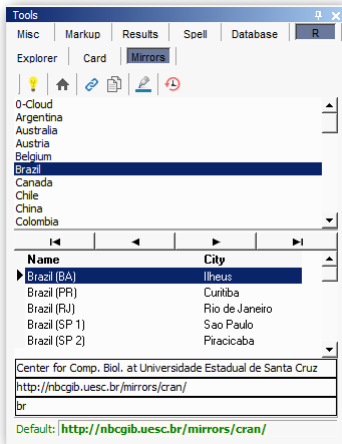 Tools
Misc Markup Results Spell Database R
Explorer Card Mirrors
0-Cloud
Argentina
Australia
Austria
Belgium
Brazil
Canada
Chile
China
Colombia
Name City
Brazil (BA) Ilheus
Brazil (PR) Curitiba
Brazil (RJ) Rio de Janeiro
Brazil (SP 1) Sao Paulo
Brazil (SP 2) Piracicaba
Center for Comp. Biol. at Universidade Estadual de Santa Cruz
http://nbcgib.uesc.br/mirrors/cran/
br
Default: http://nbcgib.uesc.br/mirrors/cran/